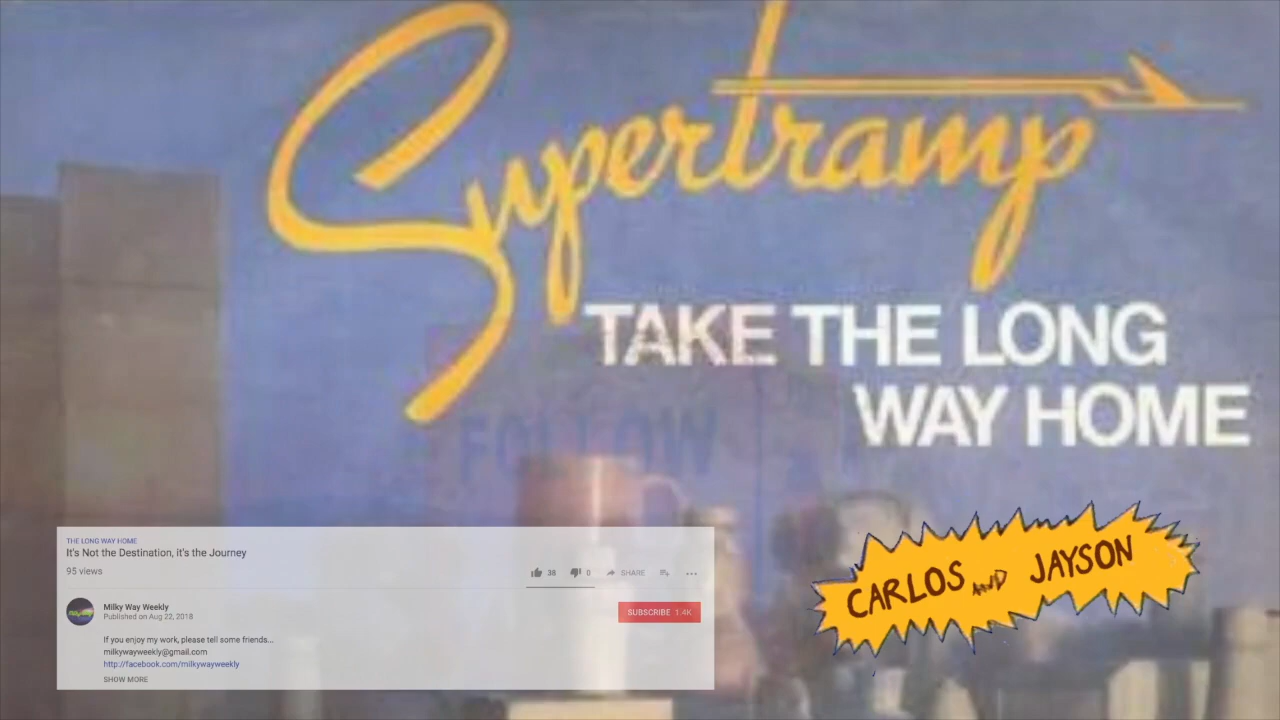 Supertramp
TAKE THE LONG
WAY HOME
FOLLOW
CARLOS AND JAYSON
THE LONG WAY HOME
It's Not the Destination, it's the Journey
95 views
38 0 SHARE
Milky Way Weekly
Published on Aug 22, 2018
SUBSCRIBE 1.4K
If you enjoy my work, please tell some friends...
milkywayweekly@gmail.com
http://facebook.com/milkywayweekly
SHOW MORE